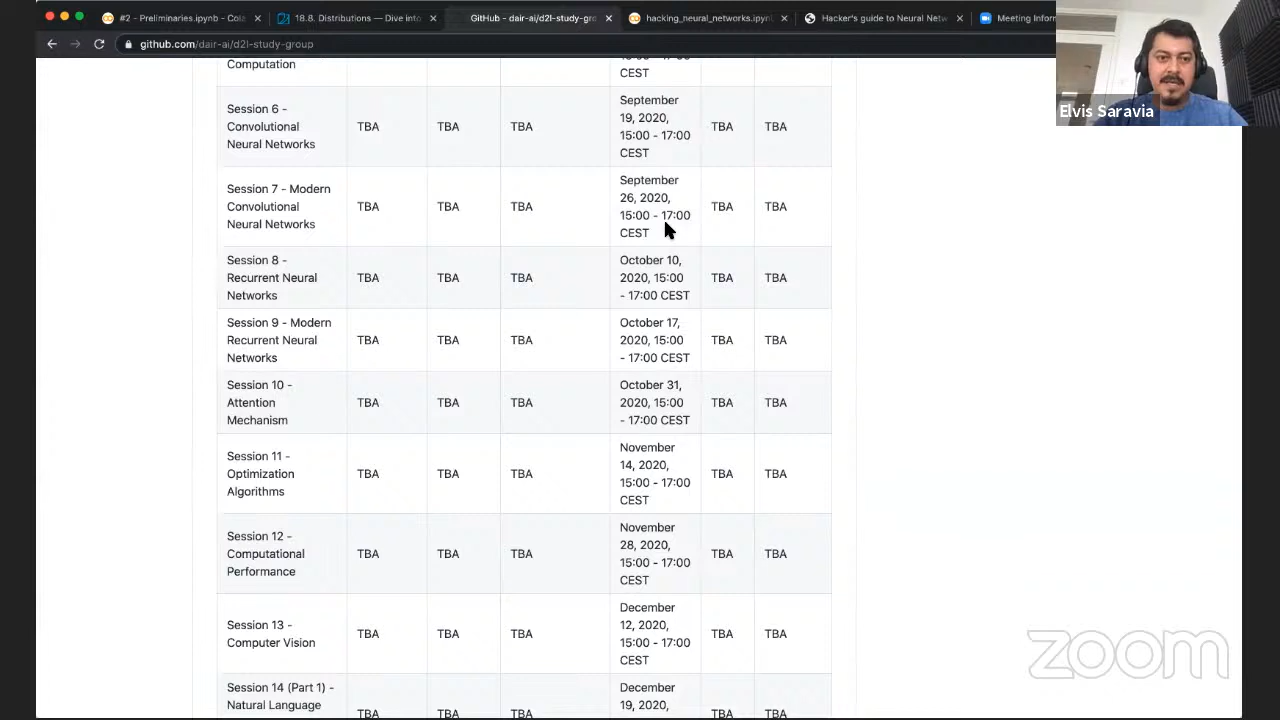 #2 - Preliminaries.ipynb - Cola
18.8. Distributions — Dive into
GitHub - dair-ai/d2l-study-gro
hacking_neural_networks.ipyn
Hacker's guide to Neural Netw
Meeting Infor
github.com/dair-ai/d2l-study-group
Elvis Saravia
Computation
CEST
Session 6 -
Convolutional
Neural Networks
TBA
TBA
TBA
September
19, 2020,
15:00 - 17:00
CEST
TBA
TBA
Session 7 - Modern
Convolutional
Neural Networks
TBA
TBA
TBA
September
26, 2020,
15:00 - 17:00
CEST
TBA
TBA
Session 8 -
Recurrent Neural
Networks
TBA
TBA
TBA
October 10,
2020, 15:00
- 17:00 CEST
TBA
TBA
Session 9 - Modern
Recurrent Neural
Networks
TBA
TBA
TBA
October 17,
2020, 15:00
- 17:00 CEST
TBA
TBA
Session 10 -
Attention
Mechanism
TBA
TBA
TBA
October 31,
2020, 15:00
- 17:00 CEST
TBA
TBA
Session 11 -
Optimization
Algorithms
TBA
TBA
TBA
November
14, 2020,
15:00 - 17:00
CEST
TBA
TBA
Session 12 -
Computational
Performance
TBA
TBA
TBA
November
28, 2020,
15:00 - 17:00
CEST
TBA
TBA
Session 13 -
Computer Vision
TBA
TBA
TBA
December
12, 2020,
15:00 - 17:00
CEST
TBA
TBA
Session 14 (Part 1) -
Natural Language
TBA
TBA
TBA
December
19, 2020,
TBA
TBA
zoom